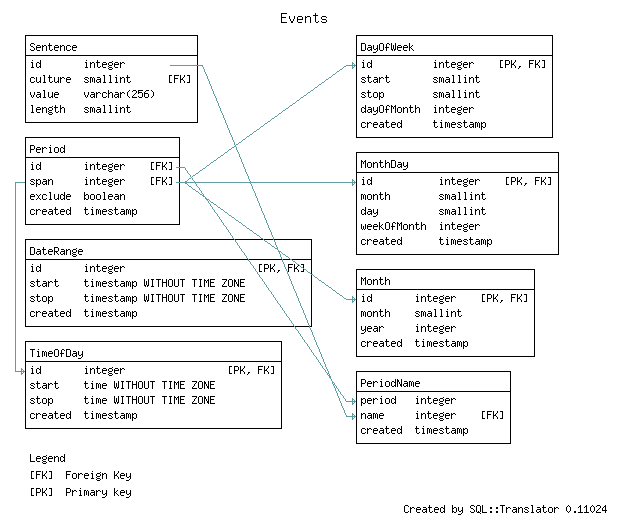 Events
Sentence
id integer
culture smallint [FK]
value varchar(256)
length smallint
Period
id integer [FK]
span integer [FK]
exclude boolean
created timestamp
DateRange
id integer [PK, FK]
start timestamp WITHOUT TIME ZONE
stop timestamp WITHOUT TIME ZONE
created timestamp
TimeOfDay
id integer [PK, FK]
start time WITHOUT TIME ZONE
stop time WITHOUT TIME ZONE
created timestamp
DayOfWeek
id integer [PK, FK]
start smallint
stop smallint
dayOfMonth integer
created timestamp
MonthDay
id integer [PK, FK]
month smallint
day smallint
weekOfMonth integer
created timestamp
Month
id integer [PK, FK]
month smallint
year integer
created timestamp
PeriodName
period integer
name integer [FK]
created timestamp
Legend
[FK] Foreign Key
[PK] Primary key
Created by SQL::Translator 0.11024